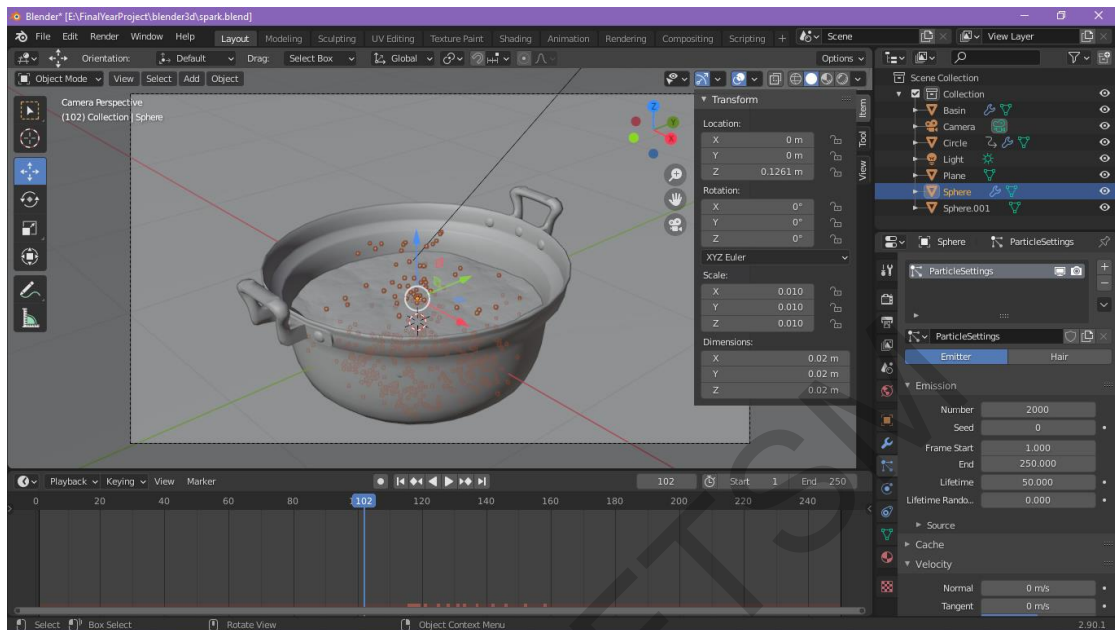 Blender* [E:\FinalYearProject\blender3d\spark.blend]
File Edit Render Window Help Layout Modeling Sculpting UV Editing Texture Paint Shading Animation Rendering Compositing Scripting + Scene View Layer
Orientation: Default Drag: Select Box Global Options
Object Mode View Select Add Object
Camera Perspective
(102) Collection | Sphere
Z
Y
X
Transform
Location:
X 0 m
Y 0 m
Z 0.1261 m
Rotation:
X 0°
Y 0°
Z 0°
XYZ Euler
Scale:
X 0.010
Y 0.010
Z 0.010
Dimensions:
X 0.02 m
Y 0.02 m
Z 0.02 m
Item
Tool
View
Scene Collection
Collection
Basin
Camera
Circle
Light
Plane
Sphere
Sphere.001
Sphere ParticleSettings
ParticleSettings
ParticleSettings
Emitter Hair
Emission
Number 2000
Seed 0
Frame Start 1.000
End 250.000
Lifetime 50.000
Lifetime Rando... 0.000
Source
Cache
Velocity
Normal 0 m/s
Tangent 0 m/s
Playback Keying View Marker 102 Start 1 End 250
0 20 40 60 80 102 120 140 160 180 200 220 240
Select Box Select Rotate View Object Context Menu 2.90.1